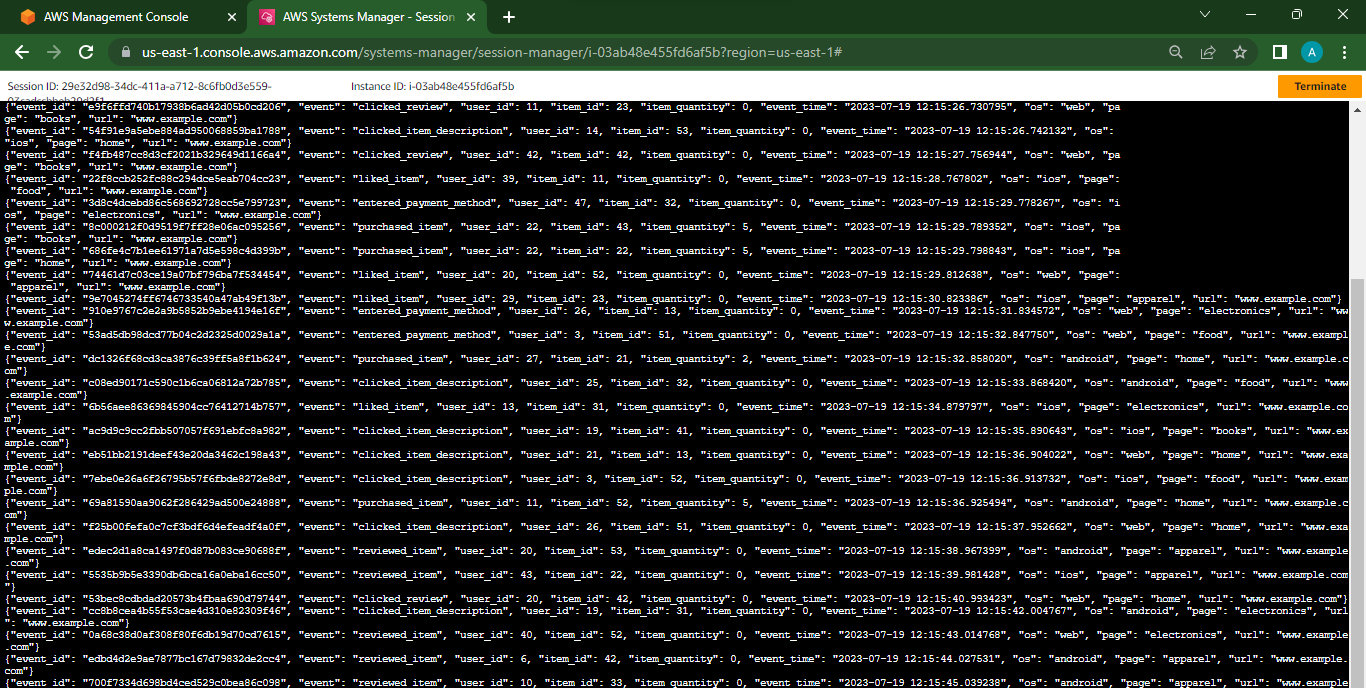 AWS Management Console
AWS Systems Manager - Session
us-east-1.console.aws.amazon.com/systems-manager/session-manager/i-03ab48e455fd6af5b?region=us-east-1#
A
Session ID: 29e32d98-34dc-411a-a712-8c6fb0d3e559-
Instance ID: i-03ab48e455fd6af5b
Terminate
{"event_id": "e9f6ffd740b17938b6ad42d05b0cd206", "event": "clicked_review", "user_id": 11, "item_id": 23, "item_quantity": 0, "event_time": "2023-07-19 12:15:26.730795", "os": "web", "pa
ge": "books", "url": "www.example.com"}
{"event_id": "54f91e9a5ebe884ad950068859ba1788", "event": "clicked_item_description", "user_id": 14, "item_id": 53, "item_quantity": 0, "event_time": "2023-07-19 12:15:26.742132", "os":
"ios", "page": "home", "url": "www.example.com"}
{"event_id": "f4fb487cc8d3cf2021b329649d1166a4", "event": "clicked_review", "user_id": 42, "item_id": 42, "item_quantity": 0, "event_time": "2023-07-19 12:15:27.756944", "os": "web", "pa
ge": "books", "url": "www.example.com"}
{"event_id": "22f8ccb252fc88c294dce5eab704cc23", "event": "liked_item", "user_id": 39, "item_id": 11, "item_quantity": 0, "event_time": "2023-07-19 12:15:28.767802", "os": "ios", "page":
"food", "url": "www.example.com"}
{"event_id": "3d8c4dcebd86c568692728cc5e799723", "event": "entered_payment_method", "user_id": 47, "item_id": 32, "item_quantity": 0, "event_time": "2023-07-19 12:15:29.778267", "os": "i
os", "page": "electronics", "url": "www.example.com"}
{"event_id": "8c000212f0d9519f7ff28e06ac095256", "event": "purchased_item", "user_id": 22, "item_id": 43, "item_quantity": 5, "event_time": "2023-07-19 12:15:29.789352", "os": "ios", "pa
ge": "books", "url": "www.example.com"}
{"event_id": "686fe4c7b1ee61971a7d5e598c4d399b", "event": "purchased_item", "user_id": 22, "item_id": 22, "item_quantity": 5, "event_time": "2023-07-19 12:15:29.798843", "os": "ios", "pa
ge": "home", "url": "www.example.com"}
{"event_id": "74461d7c03ce19a07bf796ba7f534454", "event": "liked_item", "user_id": 20, "item_id": 52, "item_quantity": 0, "event_time": "2023-07-19 12:15:29.812638", "os": "web", "page":
"apparel", "url": "www.example.com"}
{"event_id": "9e7045274ff6746733540a47ab49f13b", "event": "liked_item", "user_id": 29, "item_id": 23, "item_quantity": 0, "event_time": "2023-07-19 12:15:30.823386", "os": "ios", "page": "apparel", "url": "www.example.com"}
{"event_id": "910e9767c2e2a9b5852b9ebe4194e16f", "event": "entered_payment_method", "user_id": 26, "item_id": 13, "item_quantity": 0, "event_time": "2023-07-19 12:15:31.834572", "os": "web", "page": "electronics", "url": "ww
w.example.com"}
{"event_id": "53ad5db98dcd77b04c2d2325d0029a1a", "event": "entered_payment_method", "user_id": 3, "item_id": 51, "item_quantity": 0, "event_time": "2023-07-19 12:15:32.847750", "os": "web", "page": "food", "url": "www.exampl
e.com"}
{"event_id": "dc1326f68cd3ca3876c39ff5a8f1b624", "event": "purchased_item", "user_id": 27, "item_id": 21, "item_quantity": 2, "event_time": "2023-07-19 12:15:32.858020", "os": "android", "page": "home", "url": "www.example.c
om"}
{"event_id": "c08ed90171c590c1b6ca06812a72b785", "event": "clicked_item_description", "user_id": 25, "item_id": 32, "item_quantity": 0, "event_time": "2023-07-19 12:15:33.868420", "os": "android", "page": "food", "url": "www
.example.com"}
{"event_id": "6b56aee86369845904cc76412714b757", "event": "liked_item", "user_id": 13, "item_id": 31, "item_quantity": 0, "event_time": "2023-07-19 12:15:34.879797", "os": "ios", "page": "electronics", "url": "www.example.co
m"}
{"event_id": "ac9d9c9cc2fbb507057f691ebfc8a982", "event": "clicked_item_description", "user_id": 19, "item_id": 41, "item_quantity": 0, "event_time": "2023-07-19 12:15:35.890643", "os": "ios", "page": "books", "url": "www.ex
ample.com"}
{"event_id": "eb51bb2191deef43e20da3462c198a43", "event": "clicked_item_description", "user_id": 21, "item_id": 13, "item_quantity": 0, "event_time": "2023-07-19 12:15:36.904022", "os": "web", "page": "home", "url": "www.exa
mple.com"}
{"event_id": "7ebe0e26a6f26795b57f6fbde8272e8d", "event": "clicked_item_description", "user_id": 3, "item_id": 52, "item_quantity": 0, "event_time": "2023-07-19 12:15:36.913732", "os": "ios", "page": "food", "url": "www.exam
ple.com"}
{"event_id": "69a81590aa9062f286429ad500e24888", "event": "purchased_item", "user_id": 11, "item_id": 52, "item_quantity": 5, "event_time": "2023-07-19 12:15:36.925494", "os": "android", "page": "home", "url": "www.example.c
om"}
{"event_id": "f25b00fefa0c7cf3bdf6d4efeadf4a0f", "event": "clicked_item_description", "user_id": 26, "item_id": 51, "item_quantity": 0, "event_time": "2023-07-19 12:15:37.952662", "os": "web", "page": "home", "url": "www.exa
mple.com"}
{"event_id": "edec2d1a8ca1497f0d87b083ce90688f", "event": "reviewed_item", "user_id": 20, "item_id": 53, "item_quantity": 0, "event_time": "2023-07-19 12:15:38.967399", "os": "android", "page": "apparel", "url": "www.example
.com"}
{"event_id": "5535b9b5e3390db6bca16a0eba16cc50", "event": "reviewed_item", "user_id": 43, "item_id": 22, "item_quantity": 0, "event_time": "2023-07-19 12:15:39.981428", "os": "ios", "page": "apparel", "url": "www.example.com
"}
{"event_id": "53bec8cdbdad20573b4fbaa690d79744", "event": "clicked_review", "user_id": 20, "item_id": 42, "item_quantity": 0, "event_time": "2023-07-19 12:15:40.993423", "os": "web", "page": "home", "url": "www.example.com"}
{"event_id": "cc8b8cea4b55f53cae4d310e82309f46", "event": "clicked_item_description", "user_id": 19, "item_id": 31, "item_quantity": 0, "event_time": "2023-07-19 12:15:42.004767", "os": "android", "page": "electronics", "url
": "www.example.com"}
{"event_id": "0a68c38d0af308f80f6db19d70cd7615", "event": "reviewed_item", "user_id": 40, "item_id": 52, "item_quantity": 0, "event_time": "2023-07-19 12:15:43.014768", "os": "web", "page": "electronics", "url": "www.example
.com"}
{"event_id": "edbd4d2e9ae7877bc167d79832de2cc4", "event": "reviewed_item", "user_id": 6, "item_id": 42, "item_quantity": 0, "event_time": "2023-07-19 12:15:44.027531", "os": "android", "page": "apparel", "url": "www.example.
com"}
{"event_id": "700f7334d698bd4ced529c0bea86c098", "event": "reviewed_item", "user_id": 10, "item_id": 33, "item_quantity": 0, "event_time": "2023-07-19 12:15:45.039238", "os": "android", "page": "apparel", "url": "www.example